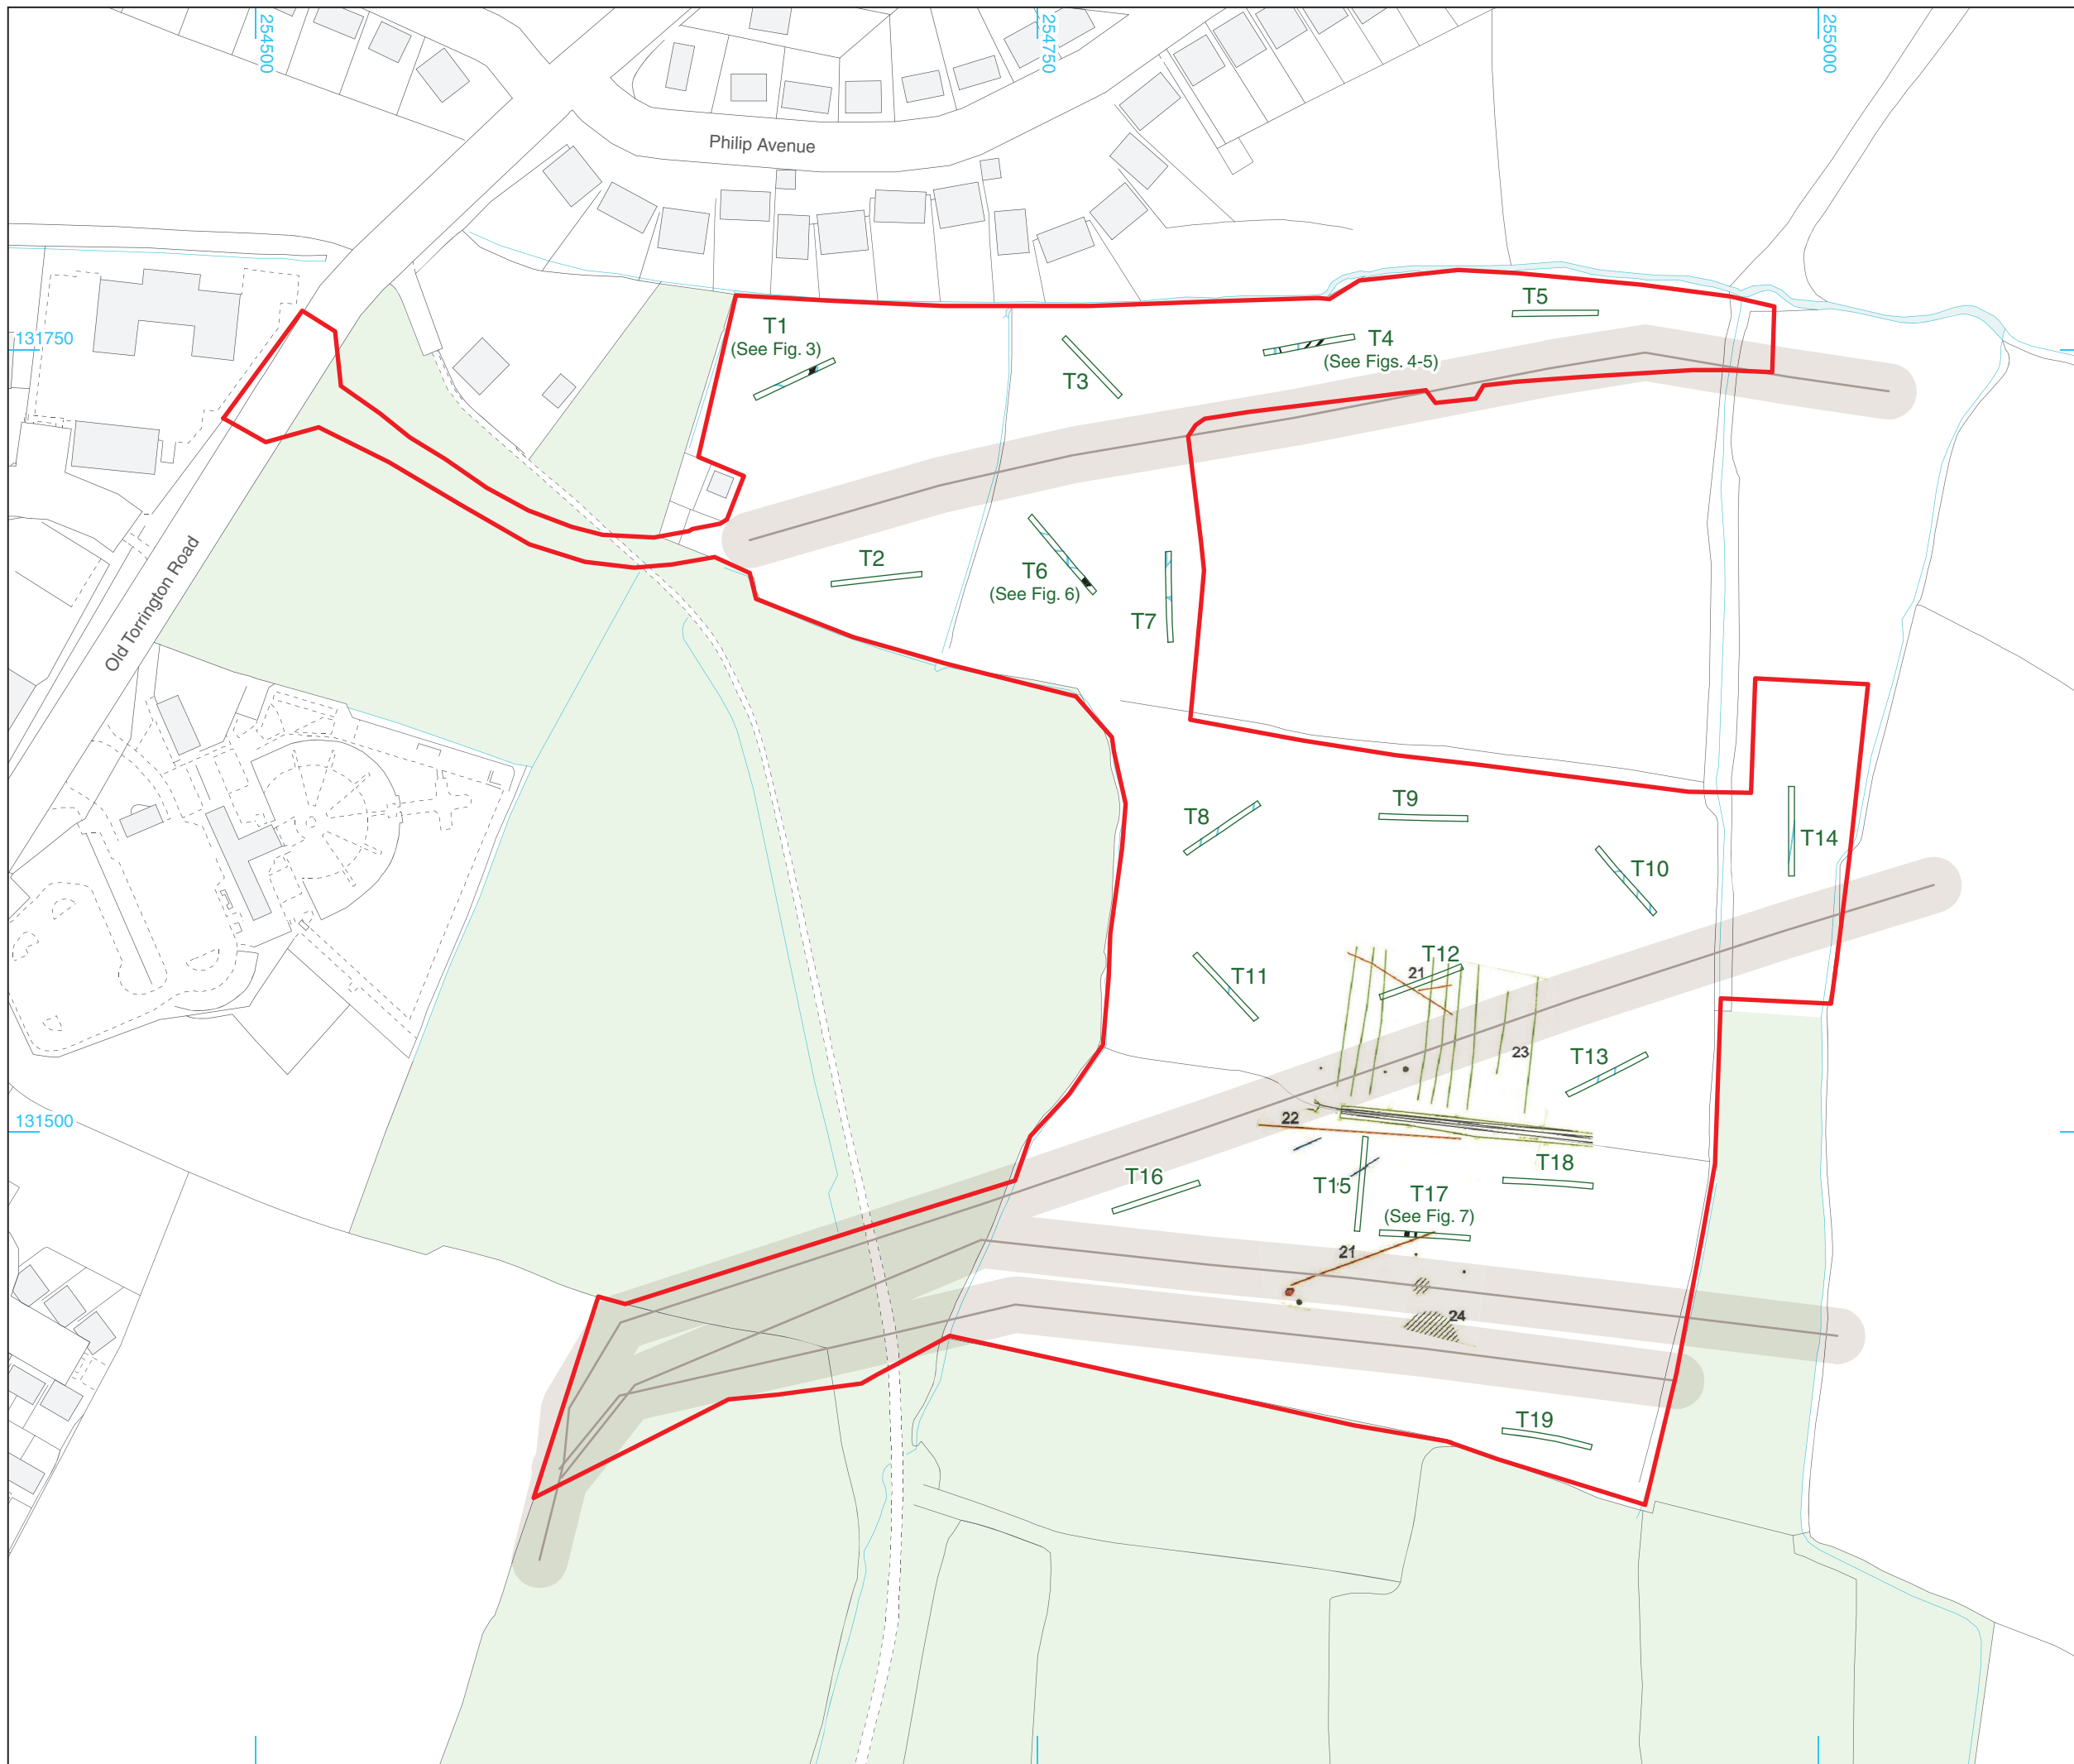 254500
254750
255000
Philip Avenue
T5
T1
(See Fig. 3)
131750
T4
(See Figs. 4-5)
T3
Old Torrington Road
T2
T6
(See Fig. 6)
T7
T9
T8
T14
T10
T12
21
T11
23
T13
22
131500
T18
T16
T15
T17
(See Fig. 7)
21
24
T19